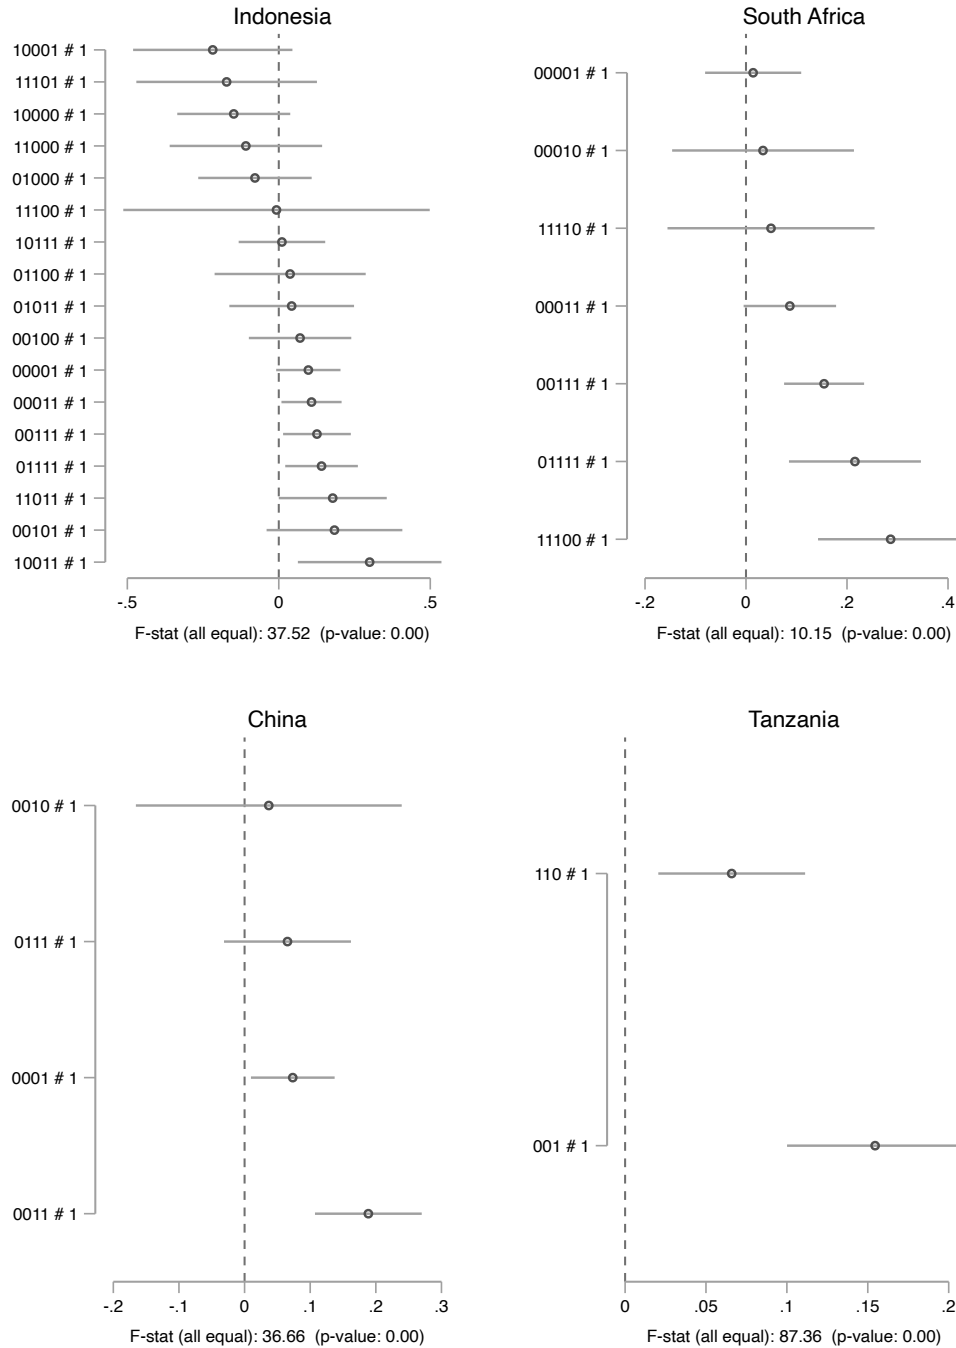 Indonesia
10001 # 1
11101 # 1
10000 # 1
11000 # 1
01000 # 1
11100 # 1
10111 # 1
01100 # 1
01011 # 1
00100 # 1
00001 # 1
00011 # 1
00111 # 1
01111 # 1
11011 # 1
00101 # 1
10011 # 1
-.5 0 .5
F-stat (all equal): 37.52 (p-value: 0.00)
South Africa
00001 # 1
00010 # 1
11110 # 1
00011 # 1
00111 # 1
01111 # 1
11100 # 1
-.2 0 .2 .4
F-stat (all equal): 10.15 (p-value: 0.00)
China
0010 # 1
0111 # 1
0001 # 1
0011 # 1
-.2 -.1 0 .1 .2 .3
F-stat (all equal): 36.66 (p-value: 0.00)
Tanzania
110 # 1
001 # 1
0 .05 .1 .15 .2
F-stat (all equal): 87.36 (p-value: 0.00)